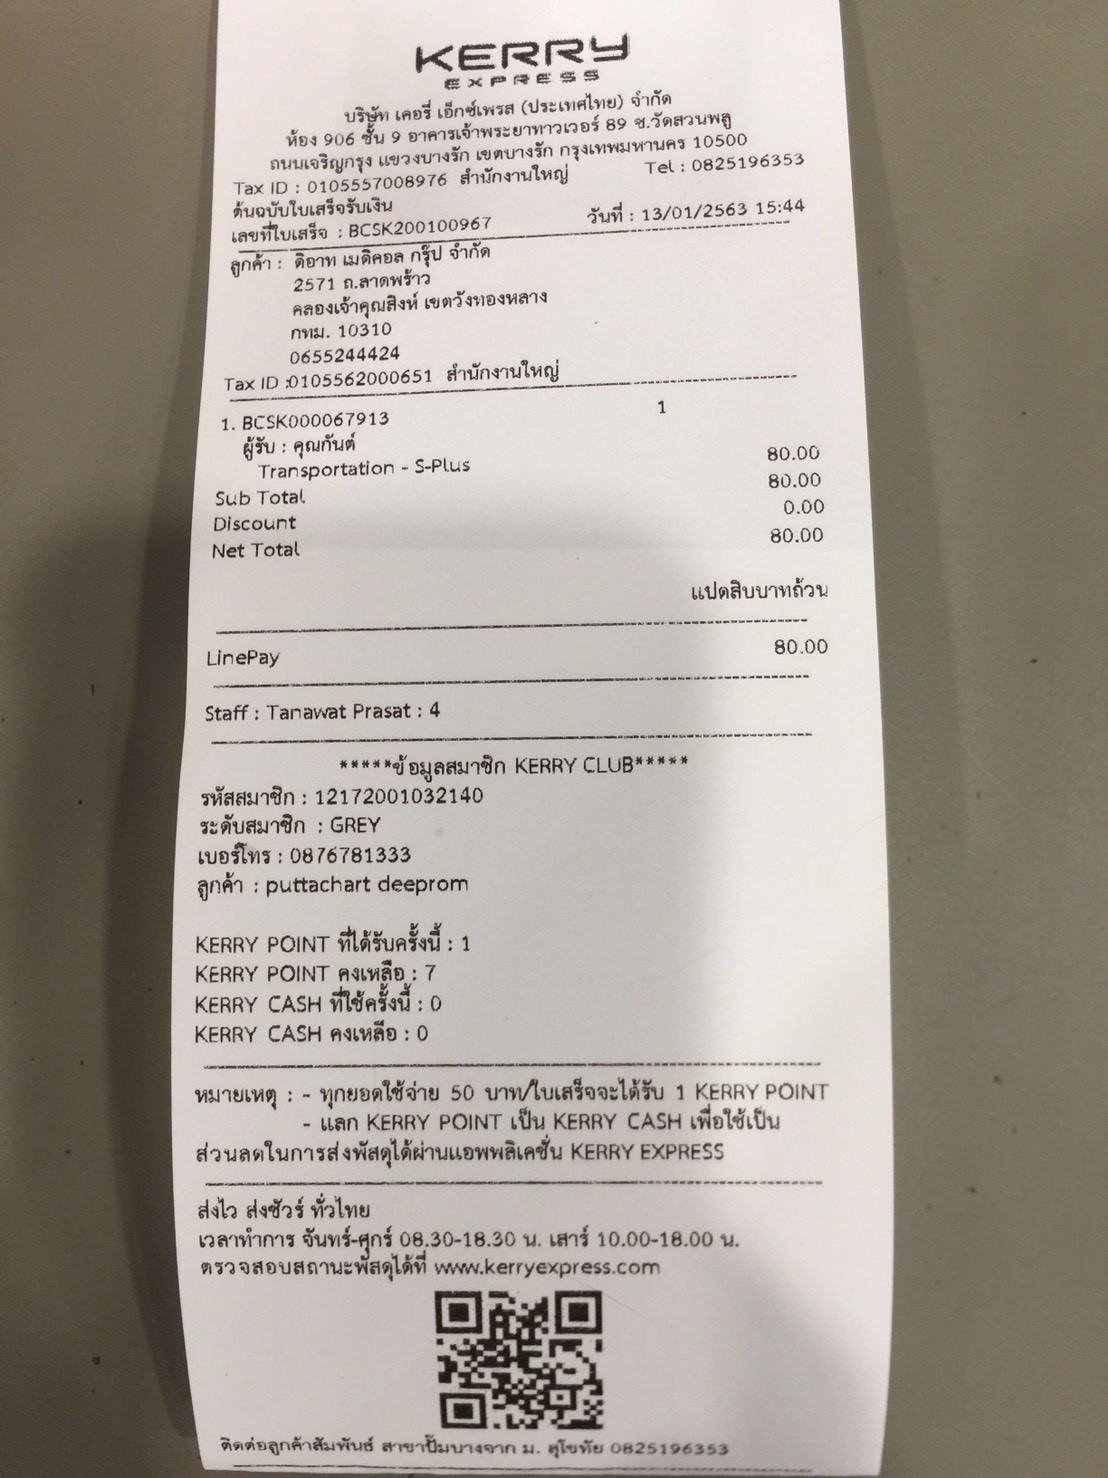 KERRY
EXPRESS
บริษัท เคอรี่ เอ็กซ์เพรส (ประเทศไทย) จำกัด
ห้อง 906 ชั้น 9 อาคารเจ้าพระยาทาวเวอร์ 89 ซ.วัดสวนพลู
ถนนเจริญกรุง แขวงบางรัก เขตบางรัก กรุงเทพมหานคร 10500
Tax ID : 0105557008976 สำนักงานใหญ่ Tel : 0825196353
ต้นฉบับใบเสร็จรับเงิน
เลขที่ใบเสร็จ : BCSK200100967 วันที่ : 13/01/2563 15:44
ลูกค้า : ดิอาท เมดิคอล กรุ๊ป จำกัด
2571 ถ.ลาดพร้าว
คลองเจ้าคุณสิงห์ เขตวังทองหลาง
กทม. 10310
0655244424
Tax ID :0105562000651 สำนักงานใหญ่
1. BCSK000067913 1
ผู้รับ : คุณกันต์
Transportation - S-Plus 80.00
Sub Total 80.00
Discount 0.00
Net Total 80.00
แปดสิบบาทถ้วน
LinePay 80.00
Staff : Tanawat Prasat : 4
*****ข้อมูลสมาชิก KERRY CLUB*****
รหัสสมาชิก : 12172001032140
ระดับสมาชิก : GREY
เบอร์โทร : 0876781333
ลูกค้า : puttachart deeprom
KERRY POINT ที่ได้รับครั้งนี้ : 1
KERRY POINT คงเหลือ : 7
KERRY CASH ที่ใช้ครั้งนี้ : 0
KERRY CASH คงเหลือ : 0
หมายเหตุ : - ทุกยอดใช้จ่าย 50 บาท/ใบเสร็จจะได้รับ 1 KERRY POINT
- แลก KERRY POINT เป็น KERRY CASH เพื่อใช้เป็น
ส่วนลดในการส่งพัสดุได้ผ่านแอพพลิเคชั่น KERRY EXPRESS
ส่งไว ส่งชัวร์ ทั่วไทย
เวลาทำการ จันทร์-ศุกร์ 08.30-18.30 น. เสาร์ 10.00-18.00 น.
ตรวจสอบสถานะพัสดุได้ที่ www.kerryexpress.com
ติดต่อลูกค้าสัมพันธ์ สาขาปั๊มบางจาก ม. สุโขทัย 0825196353